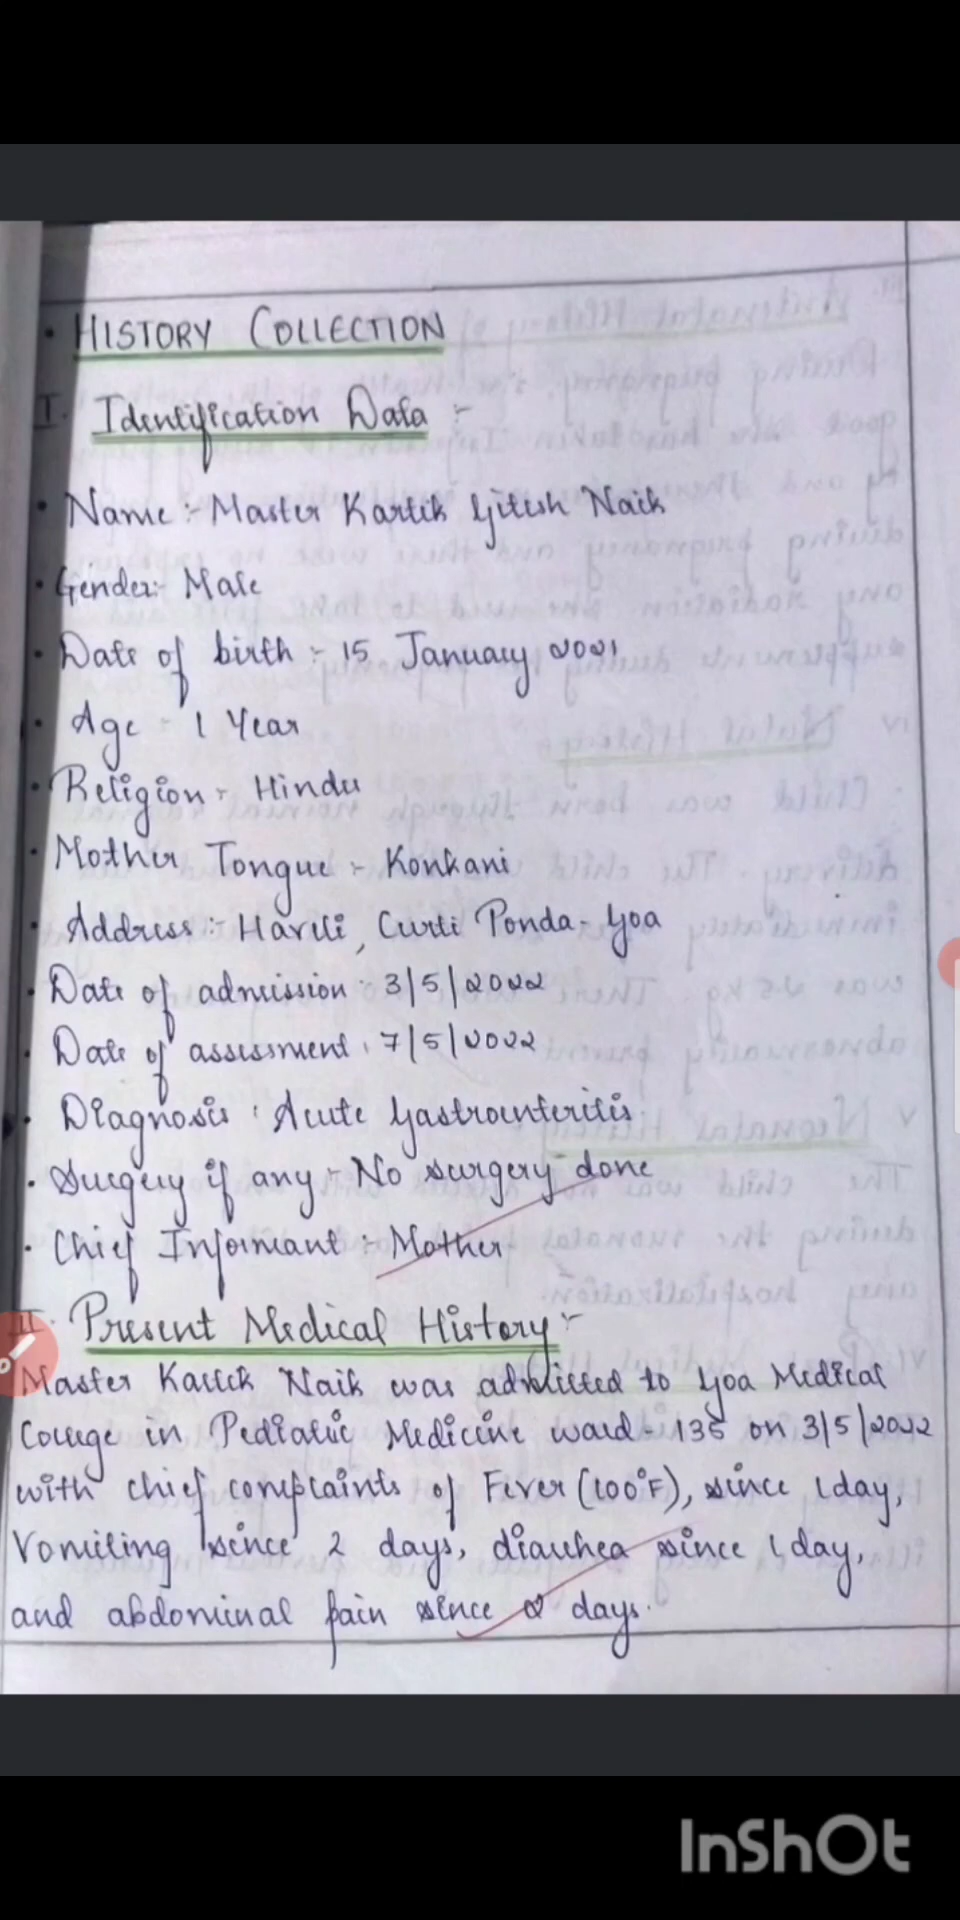 • HISTORY COLLECTION
I. Identification Data :-
• Name :- Master Kartik Gitesh Naik
• Gender:- Male
• Date of birth :- 15 January 2021
• Age - 1 Year
• Religion :- Hindu
• Mother Tongue :- Konkani
• Address :- Haveli, Curti Ponda - Goa
• Date of admission : 3/5/2022
• Date of assessment : 7/5/2022
• Diagnosis : Acute Gastroenteritis
• Surgery if any :- No surgery done
• Chief Informant :- Mother
II. Present Medical History :-
Master Kartik Naik was admitted to Goa Medical
College in Pediatric Medicine ward - 135 on 3/5/2022
with chief complaints of Fever (100°F), since 1 day,
Vomiting since 2 days, diarrhea since 1 day,
and abdominal pain since 2 days.
InShOt